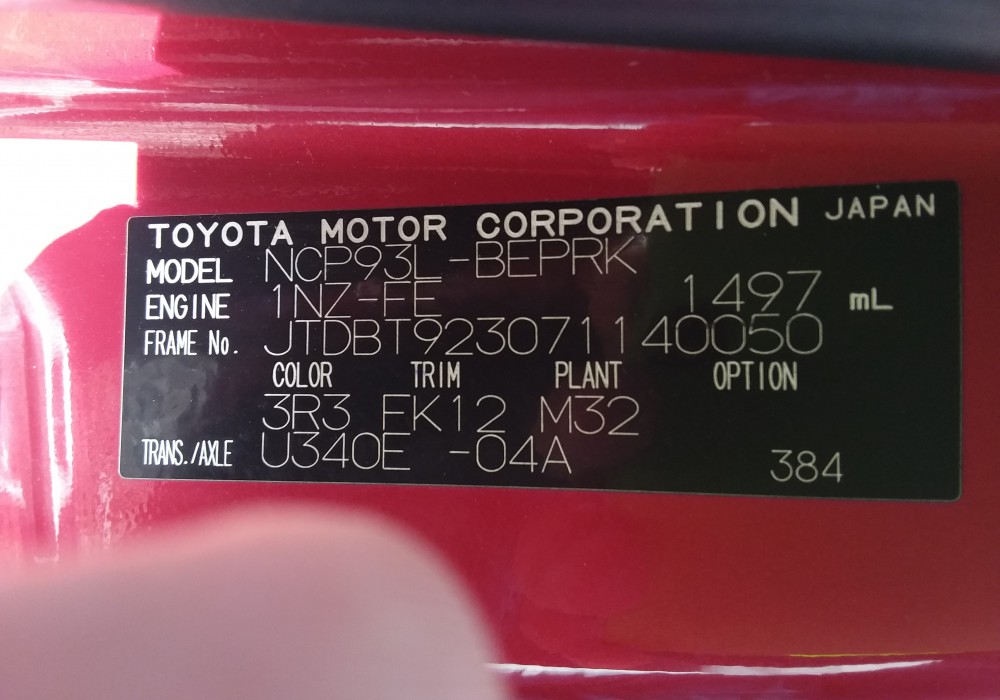 TOYOTA MOTOR CORPORATION JAPAN
MODEL NCP93L-BEPRK
ENGINE 1NZ-FE 1497 mL
FRAME No. JTDBT923071140050
COLOR TRIM PLANT OPTION
3R3 FK12 M32
TRANS./AXLE U340E -04A 384